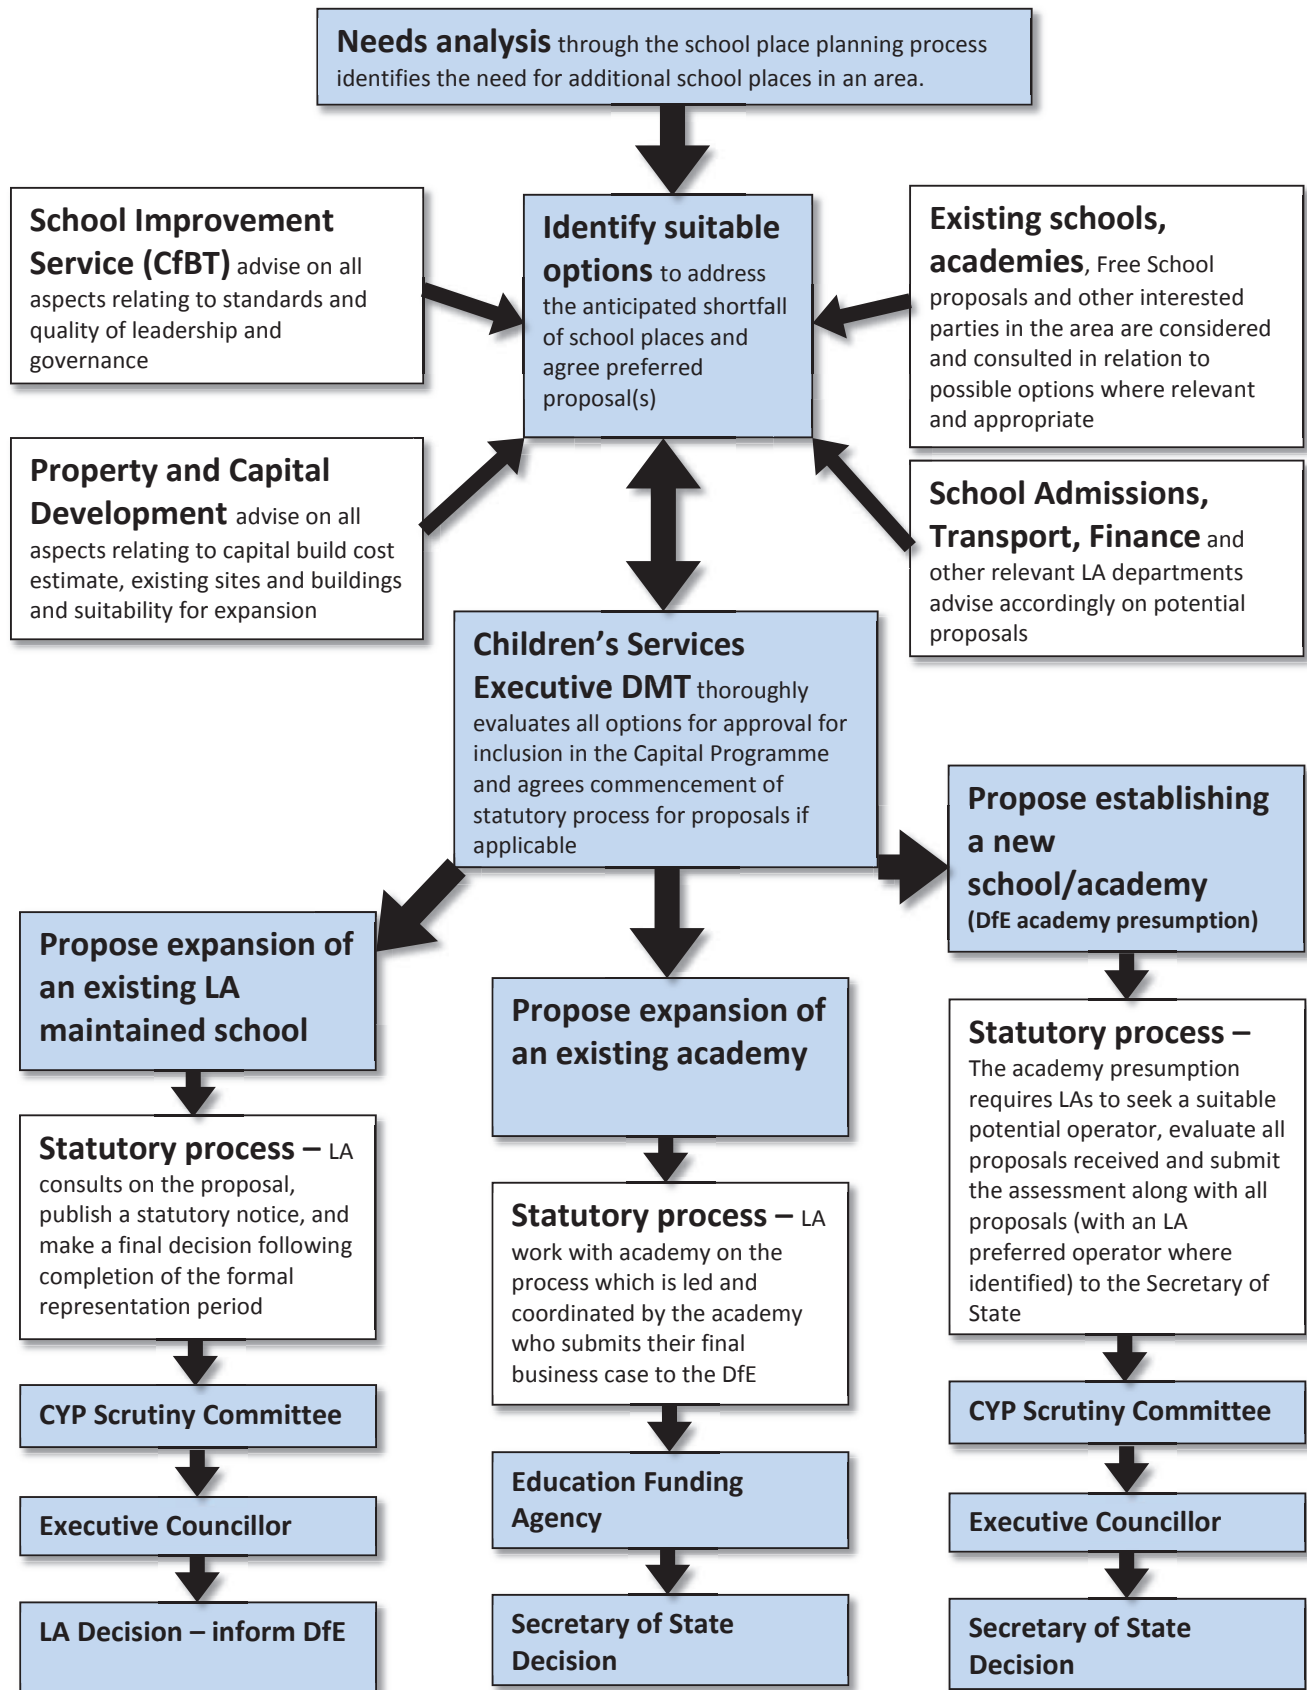 Needs analysis through the school place planning process
identifies the need for additional school places in an area.
School Improvement
Service (CfBT) advise on all
aspects relating to standards and
quality of leadership and
governance
Identify suitable
options to address
the anticipated shortfall
of school places and
agree preferred
proposal(s)
Existing schools,
academies, Free School
proposals and other interested
parties in the area are considered
and consulted in relation to
possible options where relevant
and appropriate
Property and Capital
Development advise on all
aspects relating to capital build cost
estimate, existing sites and buildings
and suitability for expansion
School Admissions,
Transport, Finance and
other relevant LA departments
advise accordingly on potential
proposals
Children's Services
Executive DMT thoroughly
evaluates all options for approval for
inclusion in the Capital Programme
and agrees commencement of
statutory process for proposals if
applicable
Propose expansion of
an existing LA
maintained school
Statutory process – LA
consults on the proposal,
publish a statutory notice, and
make a final decision following
completion of the formal
representation period
CYP Scrutiny Committee
Executive Councillor
LA Decision – inform DfE
Propose expansion of
an existing academy
Statutory process – LA
work with academy on the
process which is led and
coordinated by the academy
who submits their final
business case to the DfE
Education Funding
Agency
Secretary of State
Decision
Propose establishing
a new
school/academy
(DfE academy presumption)
Statutory process –
The academy presumption
requires LAs to seek a suitable
potential operator, evaluate all
proposals received and submit
the assessment along with all
proposals (with an LA
preferred operator where
identified) to the Secretary of
State
CYP Scrutiny Committee
Executive Councillor
Secretary of State
Decision